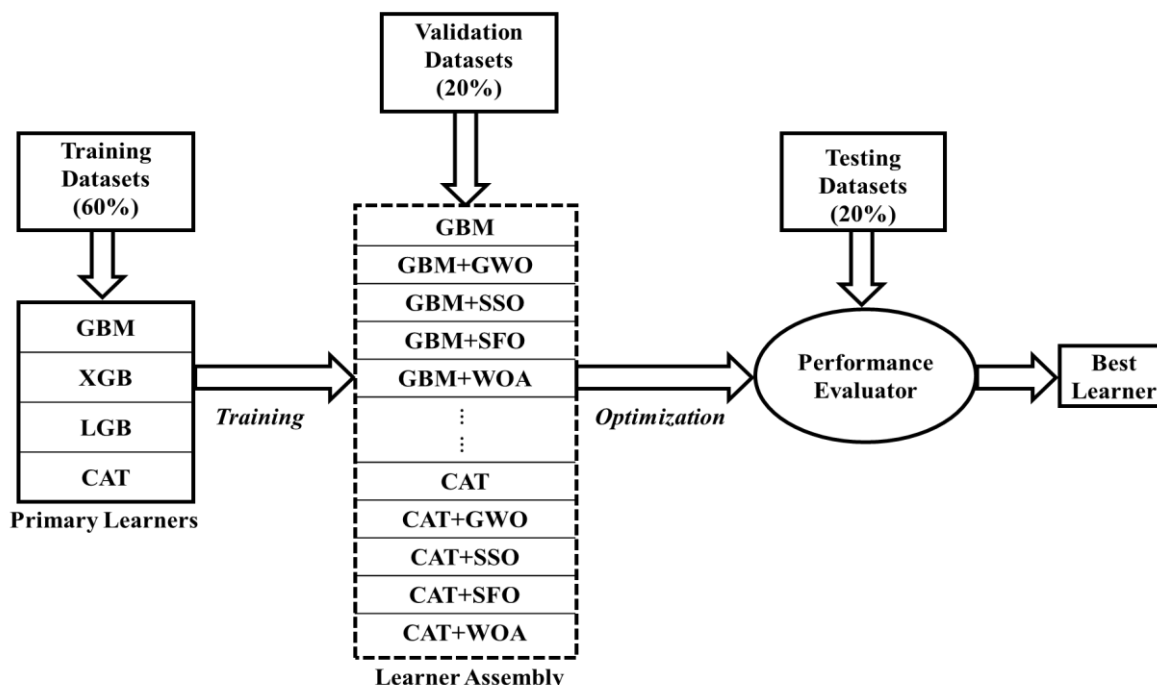 Validation
Datasets
(20%)
Training
Datasets
(60%)
Testing
Datasets
(20%)
GBM
XGB
LGB
CAT
Primary Learners
Training
GBM
GBM+GWO
GBM+SSO
GBM+SFO
GBM+WOA
⋮
⋮
CAT
CAT+GWO
CAT+SSO
CAT+SFO
CAT+WOA
Learner Assembly
Optimization
Performance
Evaluator
Best
Learner